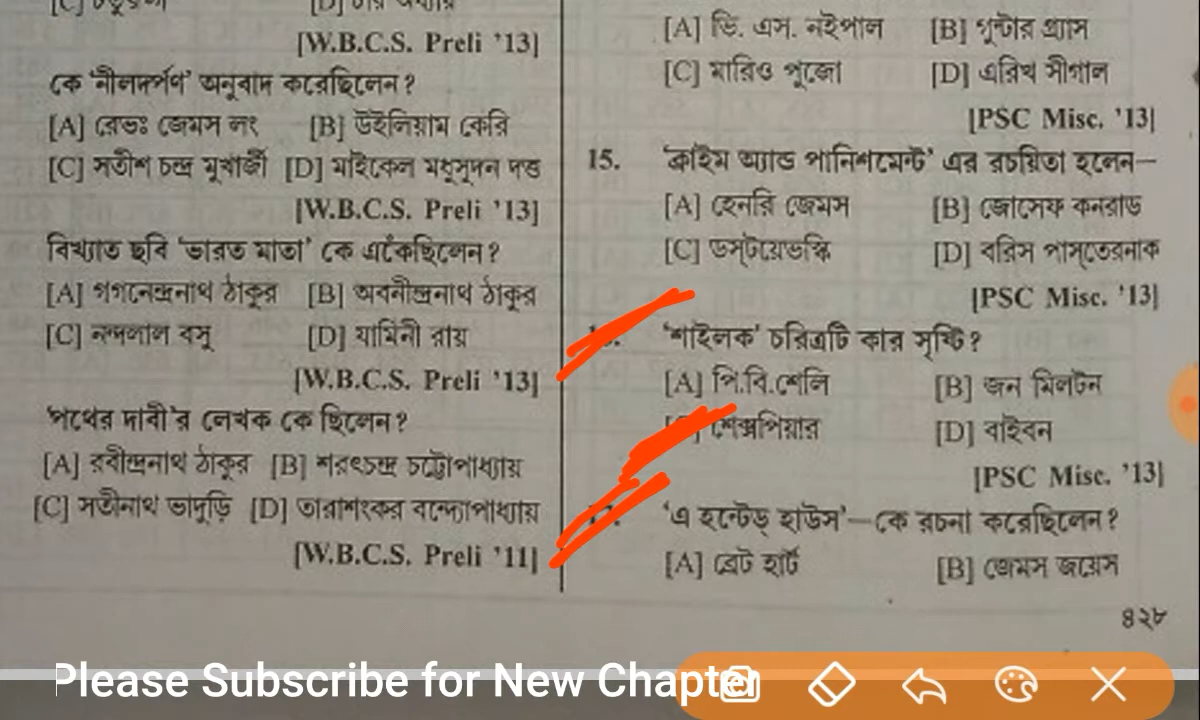 [W.B.C.S. Preli '13]
কে 'নীলদর্পণ' অনুবাদ করেছিলেন?
[A] রেভঃ জেমস লং [B] উইলিয়াম কেরি
[C] সতীশ চন্দ্র মুখার্জী [D] মাইকেল মধুসূদন দত্ত
[W.B.C.S. Preli '13]
বিখ্যাত ছবি 'ভারত মাতা' কে এঁকেছিলেন?
[A] গগনেন্দ্রনাথ ঠাকুর [B] অবনীন্দ্রনাথ ঠাকুর
[C] নন্দলাল বসু [D] যামিনী রায়
[W.B.C.S. Preli '13]
'পথের দাবী'র লেখক কে ছিলেন?
[A] রবীন্দ্রনাথ ঠাকুর [B] শরৎচন্দ্র চট্টোপাধ্যায়
[C] সতীনাথ ভাদুড়ি [D] তারাশংকর বন্দ্যোপাধ্যায়
[W.B.C.S. Preli '11]
[A] ভি. এস. নইপাল [B] গুন্টার গ্রাস
[C] মারিও পুজো [D] এরিখ সীগাল
[PSC Misc. '13]
15. 'ক্রাইম অ্যান্ড পানিশমেন্ট' এর রচয়িতা হলেন—
[A] হেনরি জেমস [B] জোসেফ কনরাড
[C] ডস্টয়েভস্কি [D] বরিস পাস্তেরনাক
[PSC Misc. '13]
'শাইলক' চরিত্রটি কার সৃষ্টি?
[A] পি.বি.শেলি [B] জন মিলটন
শেক্সপিয়ার [D] বাইবন
[PSC Misc. '13]
'এ হন্টেড্ হাউস'—কে রচনা করেছিলেন?
[A] ব্রেট হার্ট [B] জেমস জয়েস
৪২৮
Please Subscribe for New Chapter